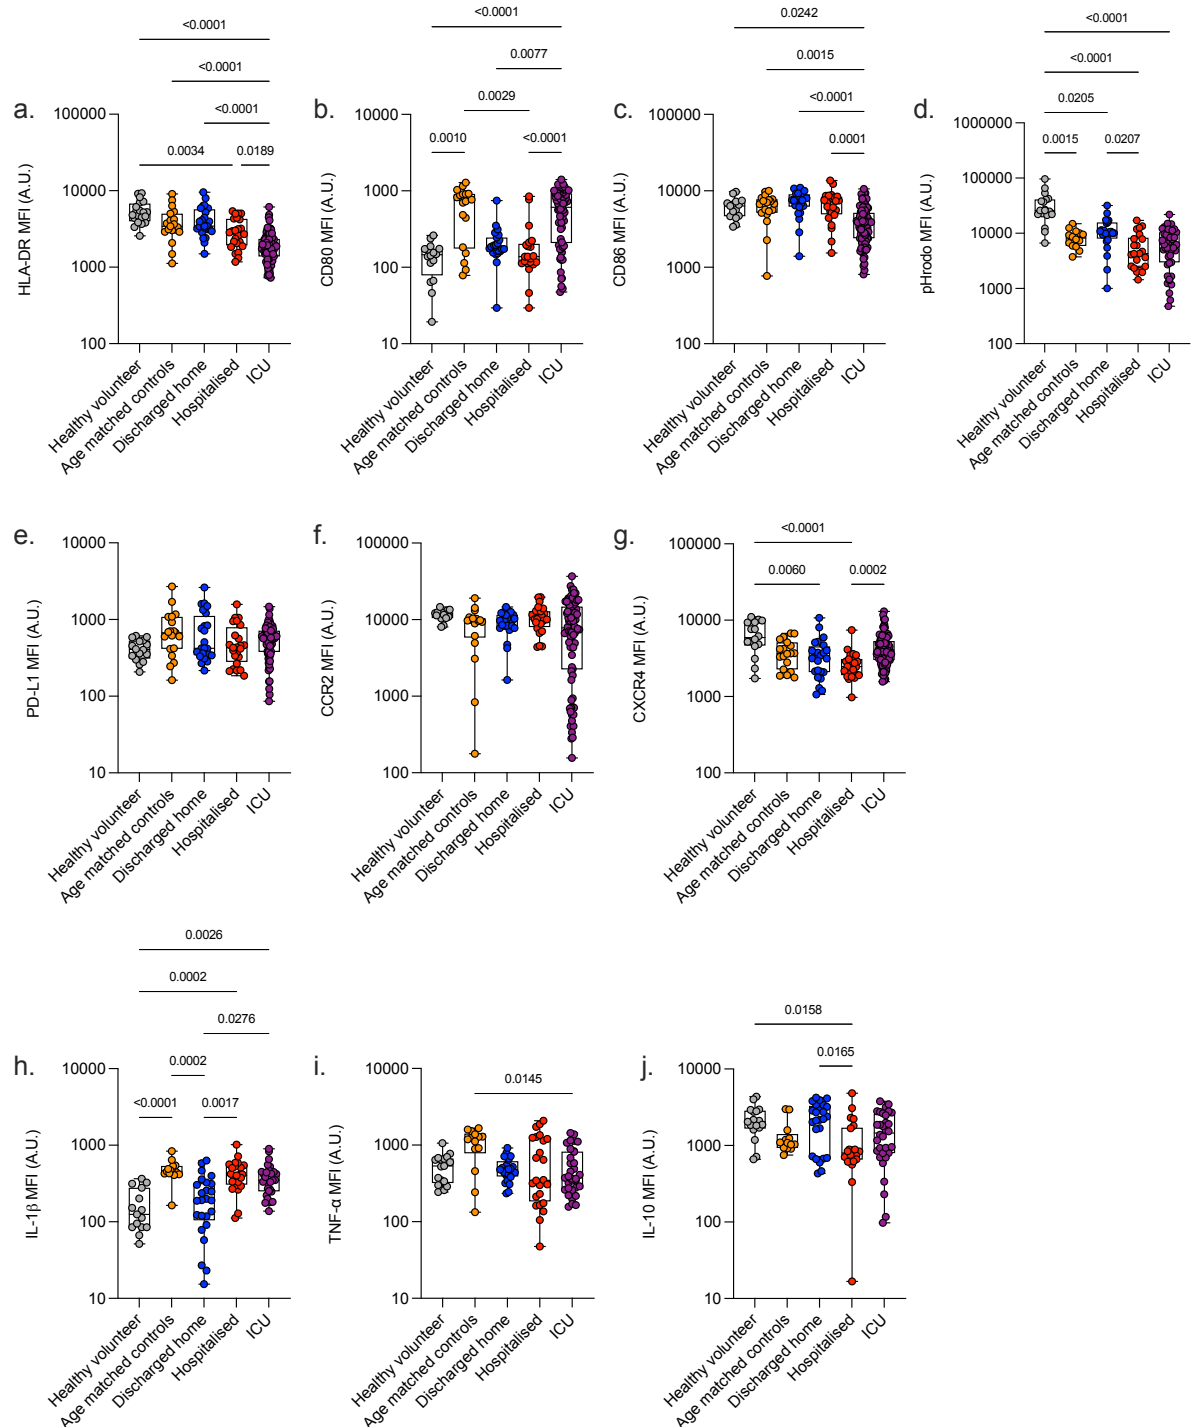 a.
<0.0001
<0.0001
<0.0001
0.0034
0.0189
100000
10000
1000
100
HLA-DR MFI (A.U.)
Healthy volunteer
Age matched controls
Discharged home
Hospitalised
ICU
b.
<0.0001
0.0077
0.0029
0.0010
<0.0001
10000
1000
100
10
CD80 MFI (A.U.)
Healthy volunteer
Age matched controls
Discharged home
Hospitalised
ICU
c.
0.0242
0.0015
<0.0001
0.0001
100000
10000
1000
100
CD86 MFI (A.U.)
Healthy volunteer
Age matched controls
Discharged home
Hospitalised
ICU
d.
<0.0001
<0.0001
0.0205
0.0015
0.0207
1000000
100000
10000
1000
100
pHrodo MFI (A.U.)
Healthy volunteer
Age matched controls
Discharged home
Hospitalised
ICU
e.
10000
1000
100
10
PD-L1 MFI (A.U.)
Healthy volunteer
Age matched controls
Discharged home
Hospitalised
ICU
f.
100000
10000
1000
100
CCR2 MFI (A.U.)
Healthy volunteer
Age matched controls
Discharged home
Hospitalised
ICU
g.
<0.0001
0.0060
0.0002
100000
10000
1000
100
CXCR4 MFI (A.U.)
Healthy volunteer
Age matched controls
Discharged home
Hospitalised
ICU
h.
0.0026
0.0002
0.0276
0.0002
<0.0001
0.0017
10000
1000
100
10
IL-1β MFI (A.U.)
Healthy volunteer
Age matched controls
Discharged home
Hospitalised
ICU
i.
0.0145
10000
1000
100
10
TNF-α MFI (A.U.)
Healthy volunteer
Age matched controls
Discharged home
Hospitalised
ICU
j.
0.0158
0.0165
10000
1000
100
10
IL-10 MFI (A.U.)
Healthy volunteer
Age matched controls
Discharged home
Hospitalised
ICU